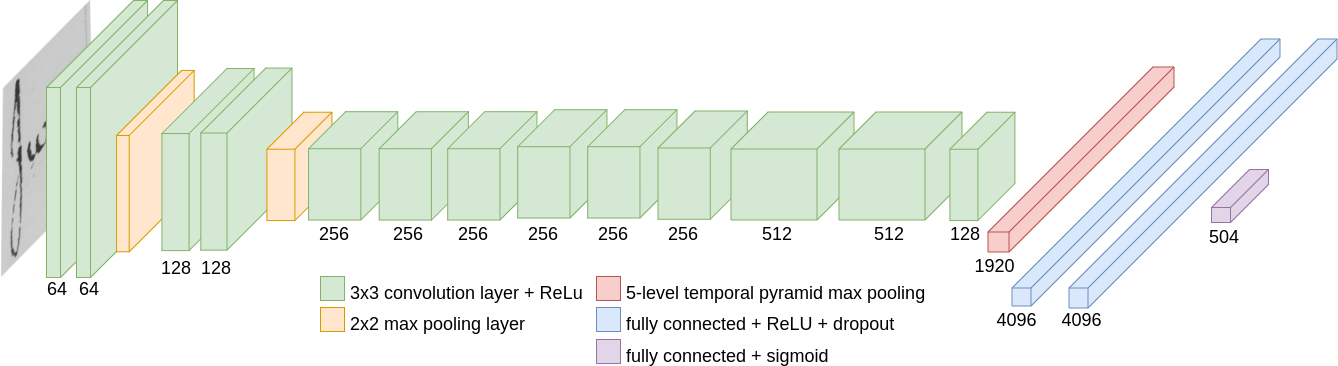 64 64
128 128
256 256 256 256 256 256 512 512 128
1920
4096 4096
504
3x3 convolution layer + ReLu
2x2 max pooling layer
5-level temporal pyramid max pooling
fully connected + ReLU + dropout
fully connected + sigmoid